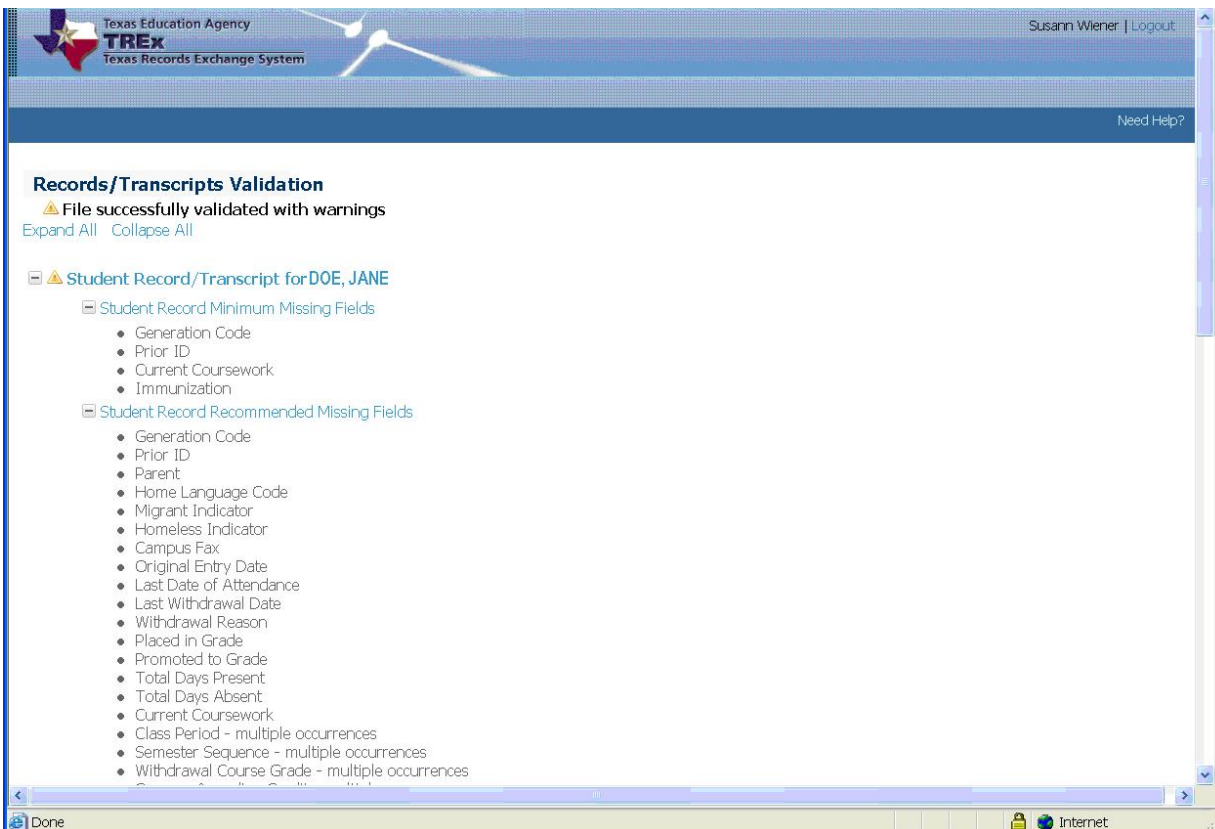 Texas Education Agency
TREx
Texas Records Exchange System
Susann Wiener | Logout
Need Help?
Records/Transcripts Validation
File successfully validated with warnings
Expand All Collapse All
Student Record/Transcript for DOE, JANE
Student Record Minimum Missing Fields
Generation Code
Prior ID
Current Coursework
Immunization
Student Record Recommended Missing Fields
Generation Code
Prior ID
Parent
Home Language Code
Migrant Indicator
Homeless Indicator
Campus Fax
Original Entry Date
Last Date of Attendance
Last Withdrawal Date
Withdrawal Reason
Placed in Grade
Promoted to Grade
Total Days Present
Total Days Absent
Current Coursework
Class Period - multiple occurrences
Semester Sequence - multiple occurrences
Withdrawal Course Grade - multiple occurrences
Done
Internet